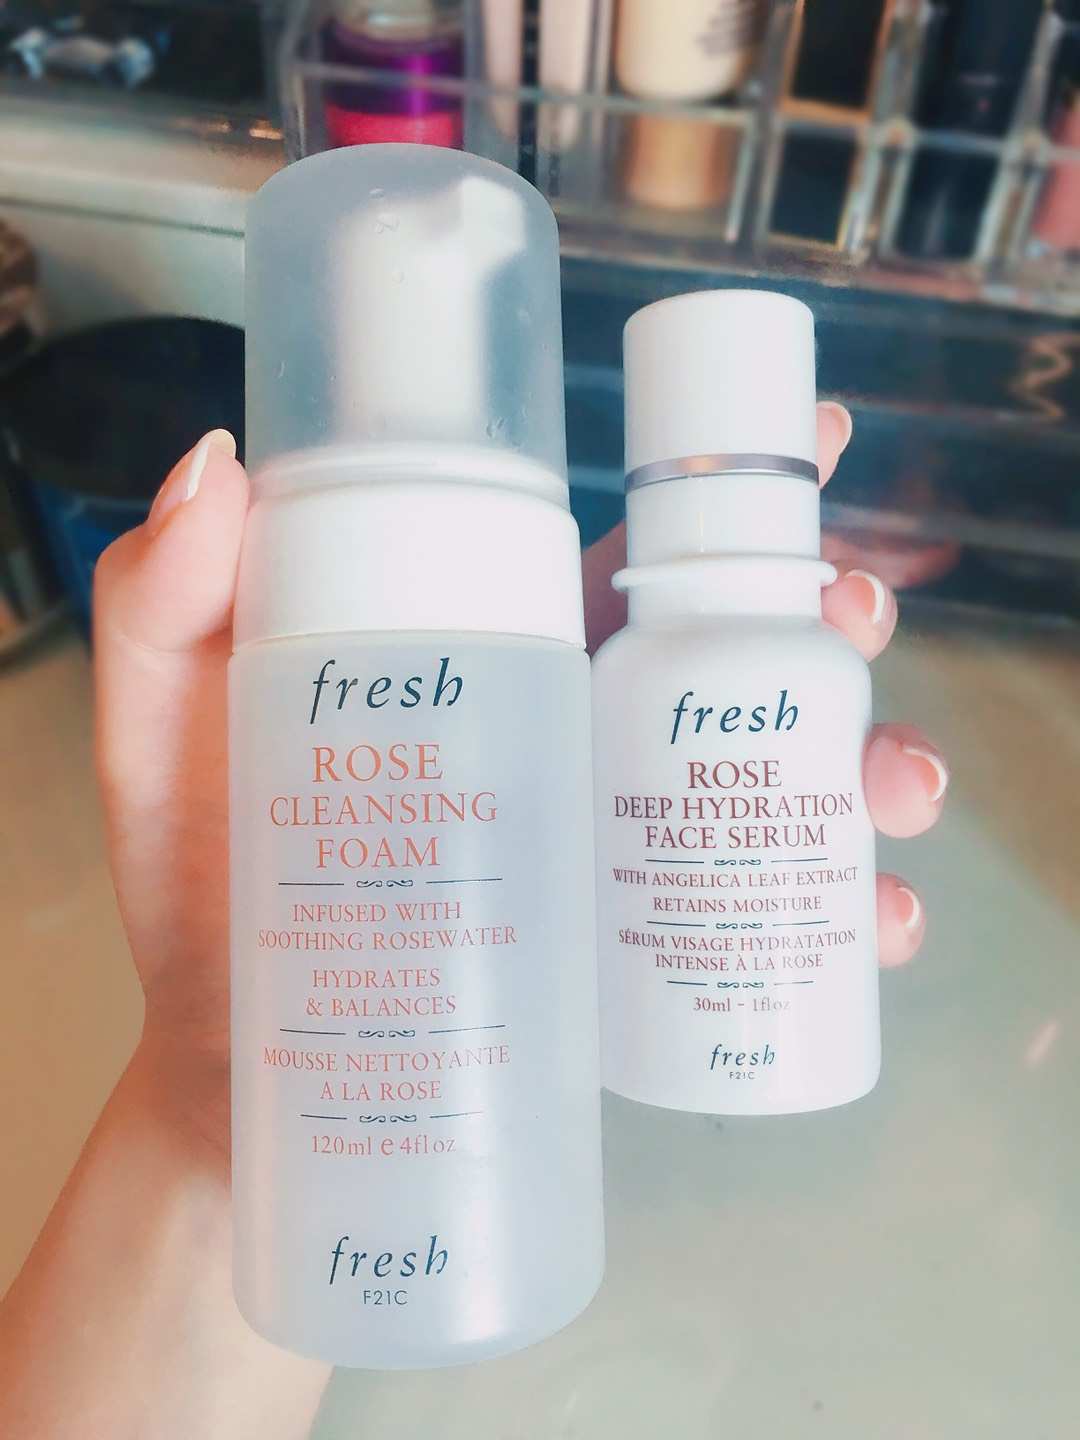 fresh
ROSE
CLEANSING
FOAM
INFUSED WITH
SOOTHING ROSEWATER
HYDRATES
& BALANCES
MOUSSE NETTOYANTE
A LA ROSE
120ml e 4fl oz
fresh
F21C
fresh
ROSE
DEEP HYDRATION
FACE SERUM
WITH ANGELICA LEAF EXTRACT
RETAINS MOISTURE
SÉRUM VISAGE HYDRATATION
INTENSE À LA ROSE
30ml - 1fl oz
fresh
F21C